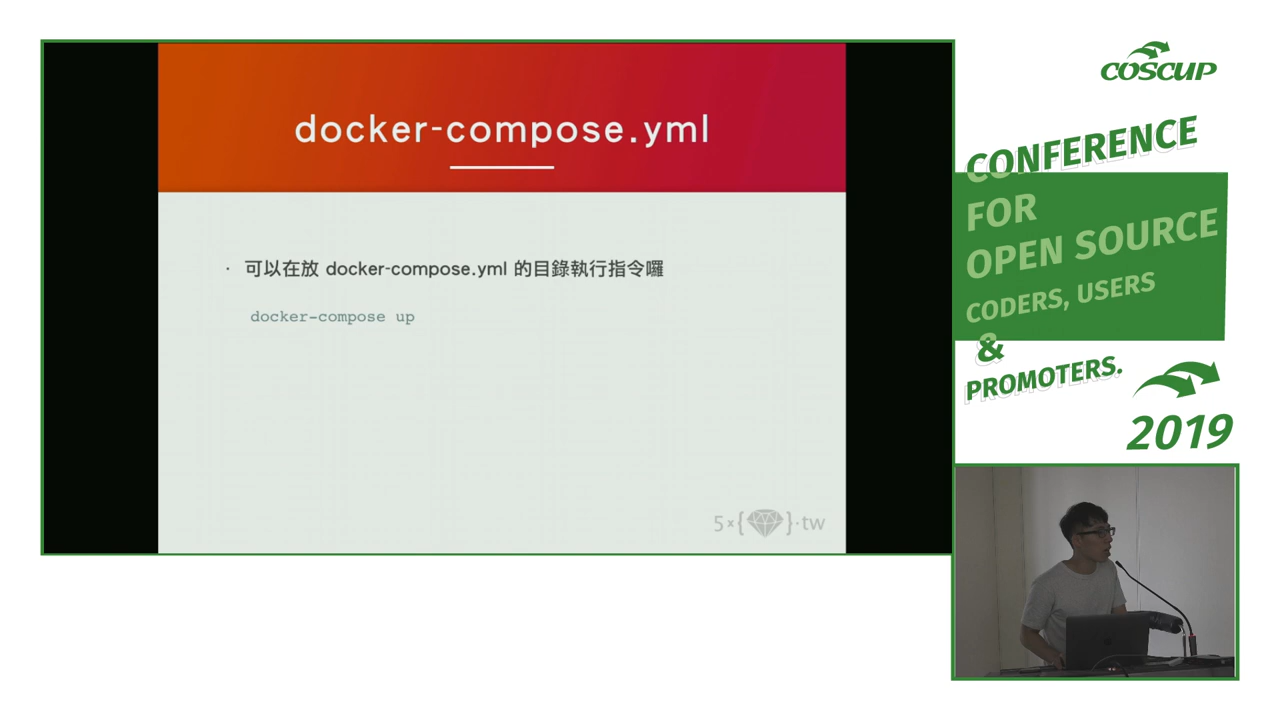 docker-compose.yml
· 可以在放 docker-compose.yml 的目錄執行指令囉
docker-compose up
5×{}·tw
COSCUP
CONFERENCE
FOR
OPEN SOURCE
CODERS, USERS
&
PROMOTERS.
2019